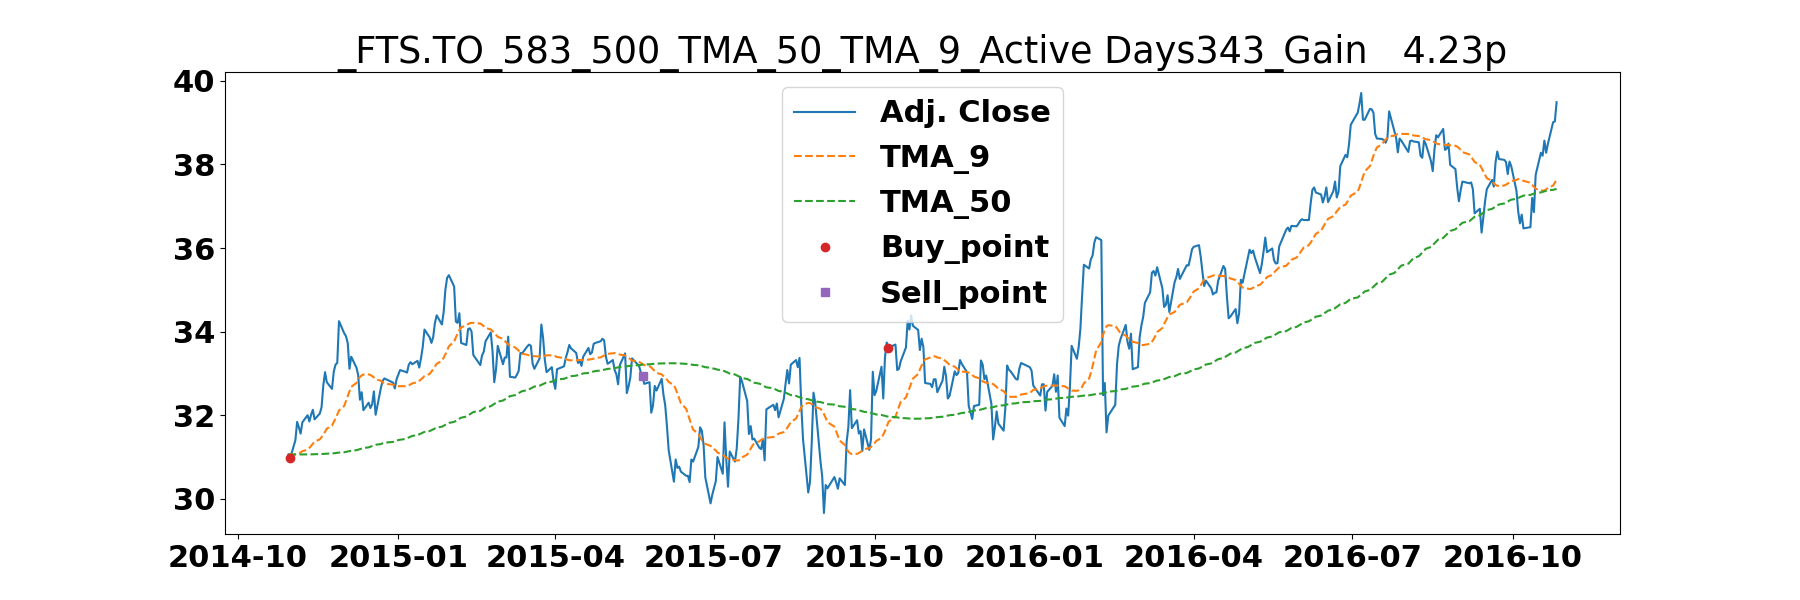 _FTS.TO_583_500_TMA_50_TMA_9_Active Days343_Gain   4.23p
40
38
36
34
32
30
Adj. Close
TMA_9
TMA_50
Buy_point
Sell_point
2014-10 2015-01 2015-04 2015-07 2015-10 2016-01 2016-04 2016-07 2016-10